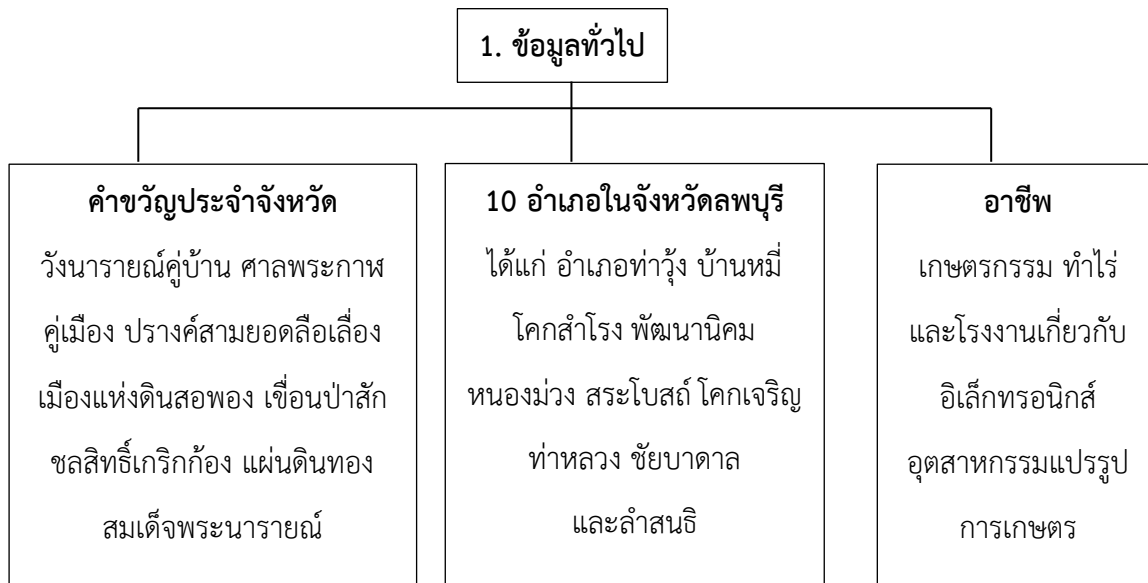 1. ข้อมูลทั่วไป
คำขวัญประจำจังหวัด
วังนารายณ์คู่บ้าน ศาลพระกาฬ
คู่เมือง ปรางค์สามยอดลือเลื่อง
เมืองแห่งดินสอพอง เขื่อนป่าสัก
ชลสิทธิ์เกริกก้อง แผ่นดินทอง
สมเด็จพระนารายณ์
10 อำเภอในจังหวัดลพบุรี
ได้แก่ อำเภอท่าวุ้ง บ้านหมี่
โคกสำโรง พัฒนานิคม
หนองม่วง สระโบสถ์ โคกเจริญ
ท่าหลวง ชัยบาดาล
และลำสนธิ
อาชีพ
เกษตรกรรม ทำไร่
และโรงงานเกี่ยวกับ
อิเล็กทรอนิกส์
อุตสาหกรรมแปรรูป
การเกษตร